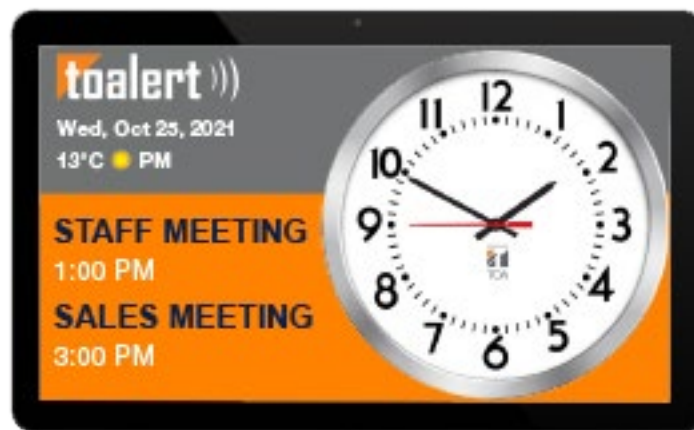 toalert
Wed, Oct 25, 2021
13°C PM
STAFF MEETING
1:00 PM
SALES MEETING
3:00 PM
12
1
2
3
4
5
6
7
8
9
10
11
TOA